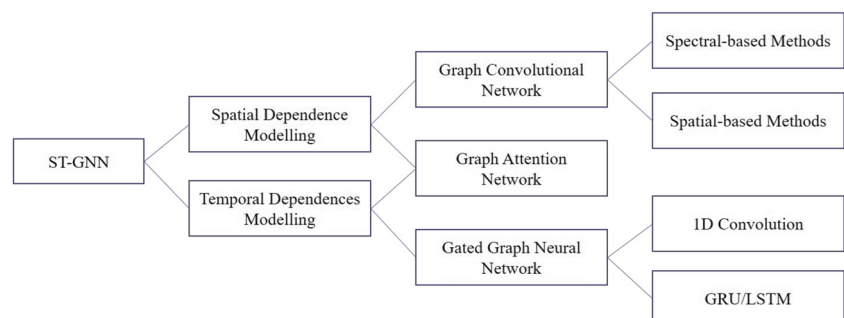 ST-GNN
Spatial Dependence
Modelling
Temporal Dependences
Modelling
Graph Convolutional
Network
Graph Attention
Network
Gated Graph Neural
Network
Spectral-based Methods
Spatial-based Methods
1D Convolution
GRU/LSTM